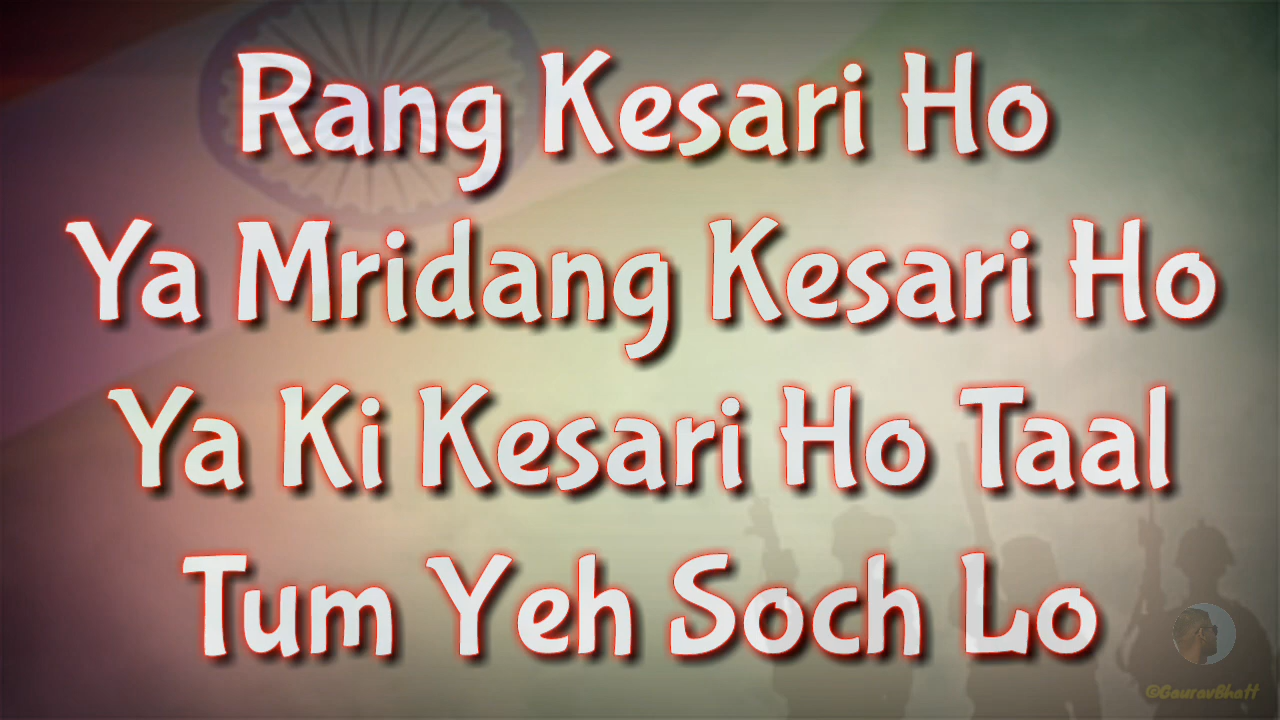 Rang Kesari Ho
Ya Mridang Kesari Ho
Ya Ki Kesari Ho Taal
Tum Yeh Soch Lo
©GauravBhatt